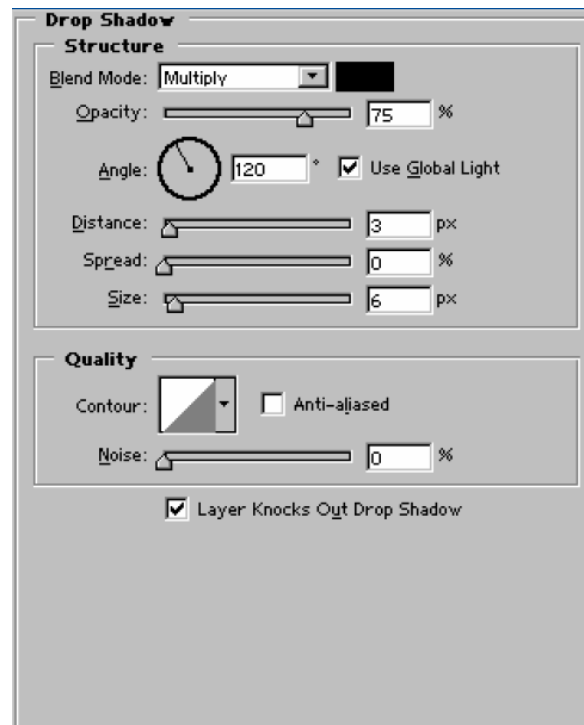 Drop Shadow
Structure
Blend Mode: Multiply
Opacity: 75 %
Angle: 120 ° Use Global Light
Distance: 3 px
Spread: 0 %
Size: 6 px
Quality
Contour: Anti-aliased
Noise: 0 %
Layer Knocks Out Drop Shadow